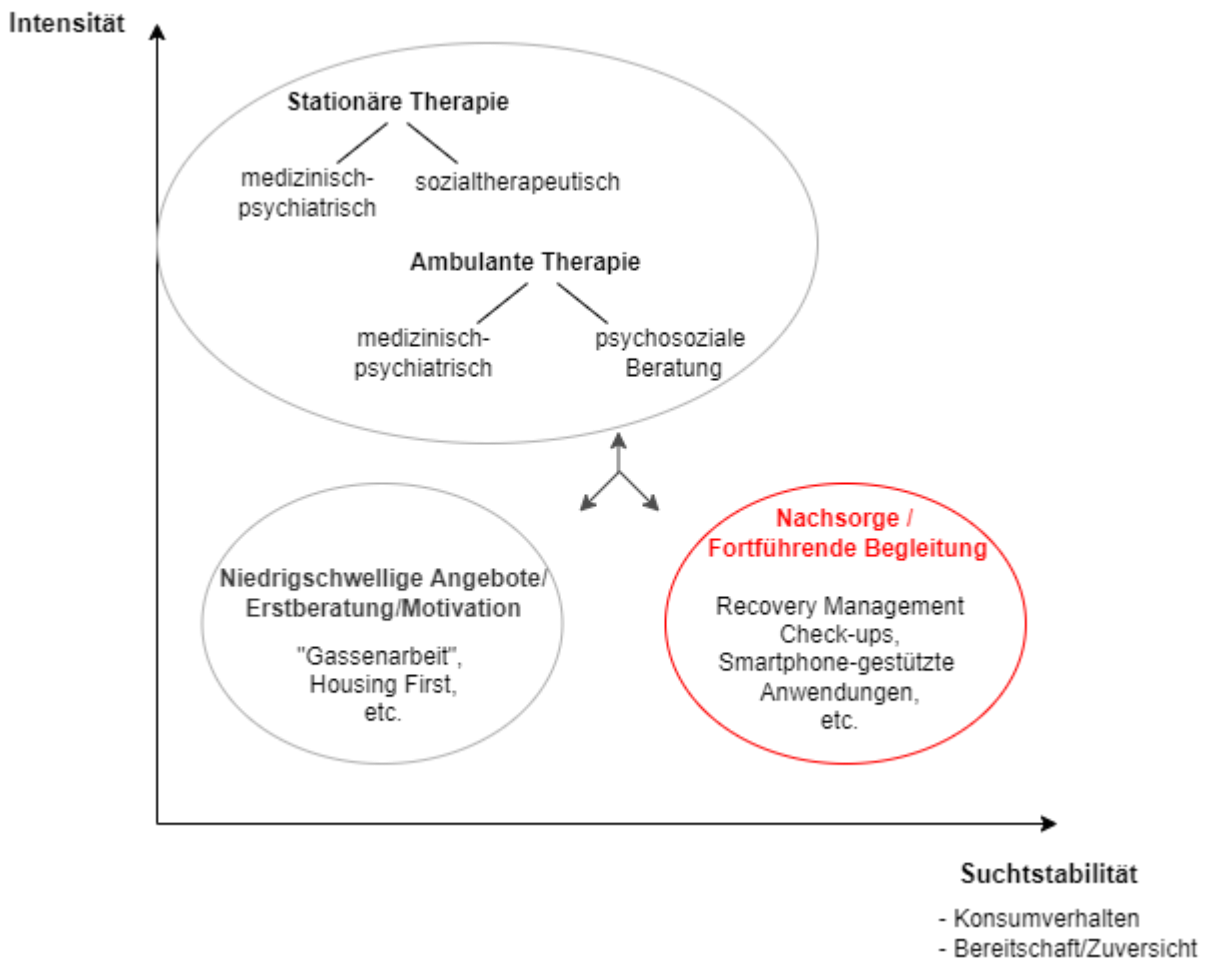 Intensität
Stationäre Therapie
medizinisch-
psychiatrisch
sozialtherapeutisch
Ambulante Therapie
medizinisch-
psychiatrisch
psychosoziale
Beratung
Niedrigschwellige Angebote/
Erstberatung/Motivation
"Gassenarbeit",
Housing First,
etc.
Nachsorge /
Fortführende Begleitung
Recovery Management
Check-ups,
Smartphone-gestützte
Anwendungen,
etc.
Suchtstabilität
- Konsumverhalten
- Bereitschaft/Zuversicht